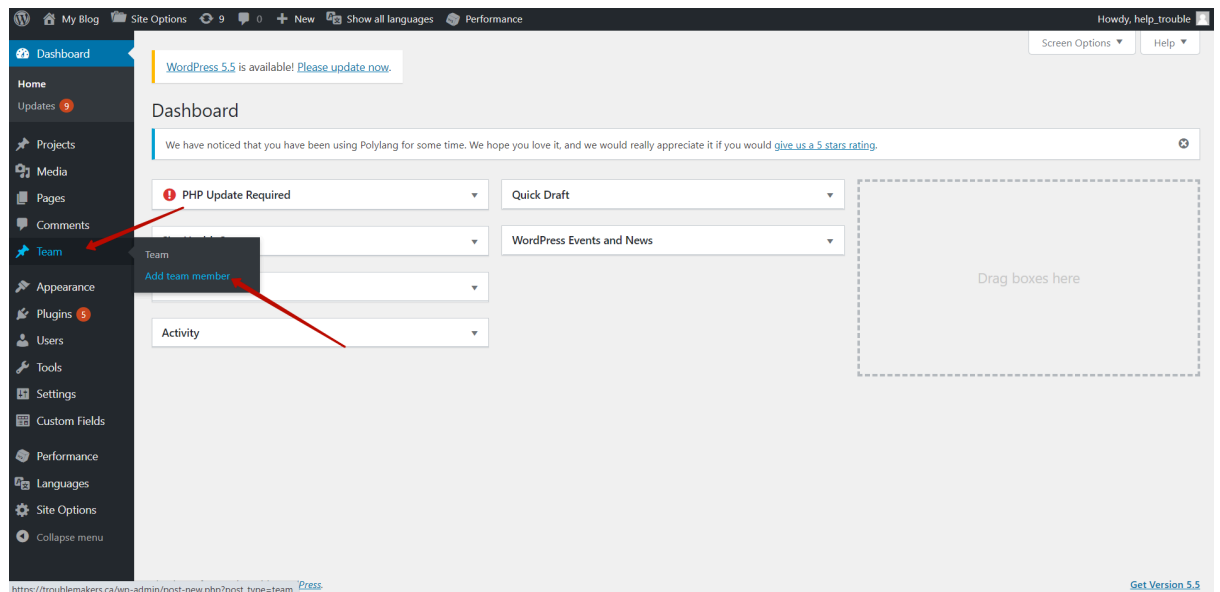 My Blog Site Options 9 0 New Show all languages Performance Howdy, help_trouble
Screen Options Help
Dashboard
Home
Updates 9
Projects
Media
Pages
Comments
Team
Appearance
Plugins 5
Users
Tools
Settings
Custom Fields
Performance
Languages
Site Options
Collapse menu
Team
Add team member
WordPress 5.5 is available! Please update now.
Dashboard
We have noticed that you have been using Polylang for some time. We hope you love it, and we would really appreciate it if you would give us a 5 stars rating.
PHP Update Required
Quick Draft
WordPress Events and News
Activity
Drag boxes here
https://troublemakers.ca/wp-admin/post-new.php?post_type=team
Press.
Get Version 5.5